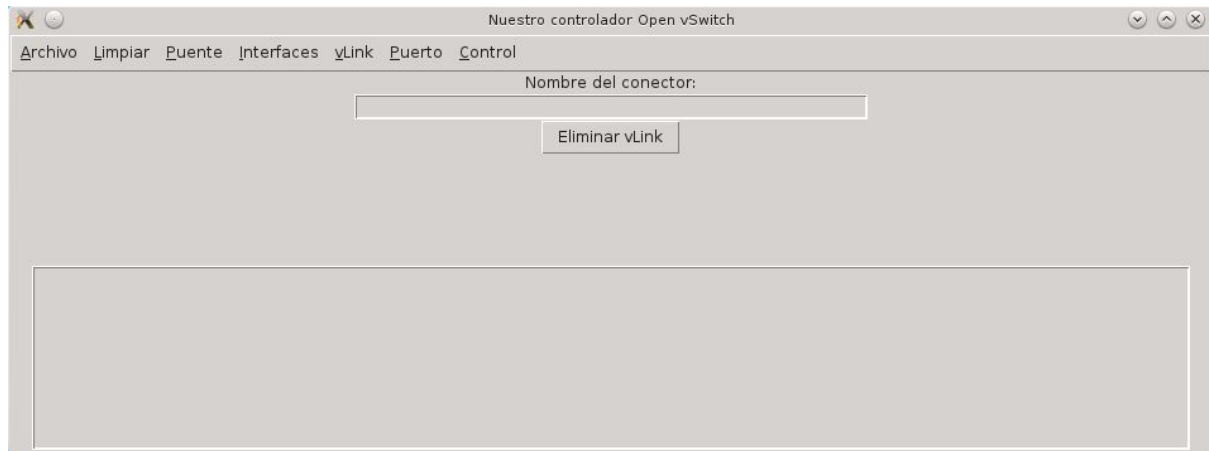 Nuestro controlador Open vSwitch
Archivo Limpiar Puente Interfaces vLink Puerto Control
Nombre del conector:
Eliminar vLink